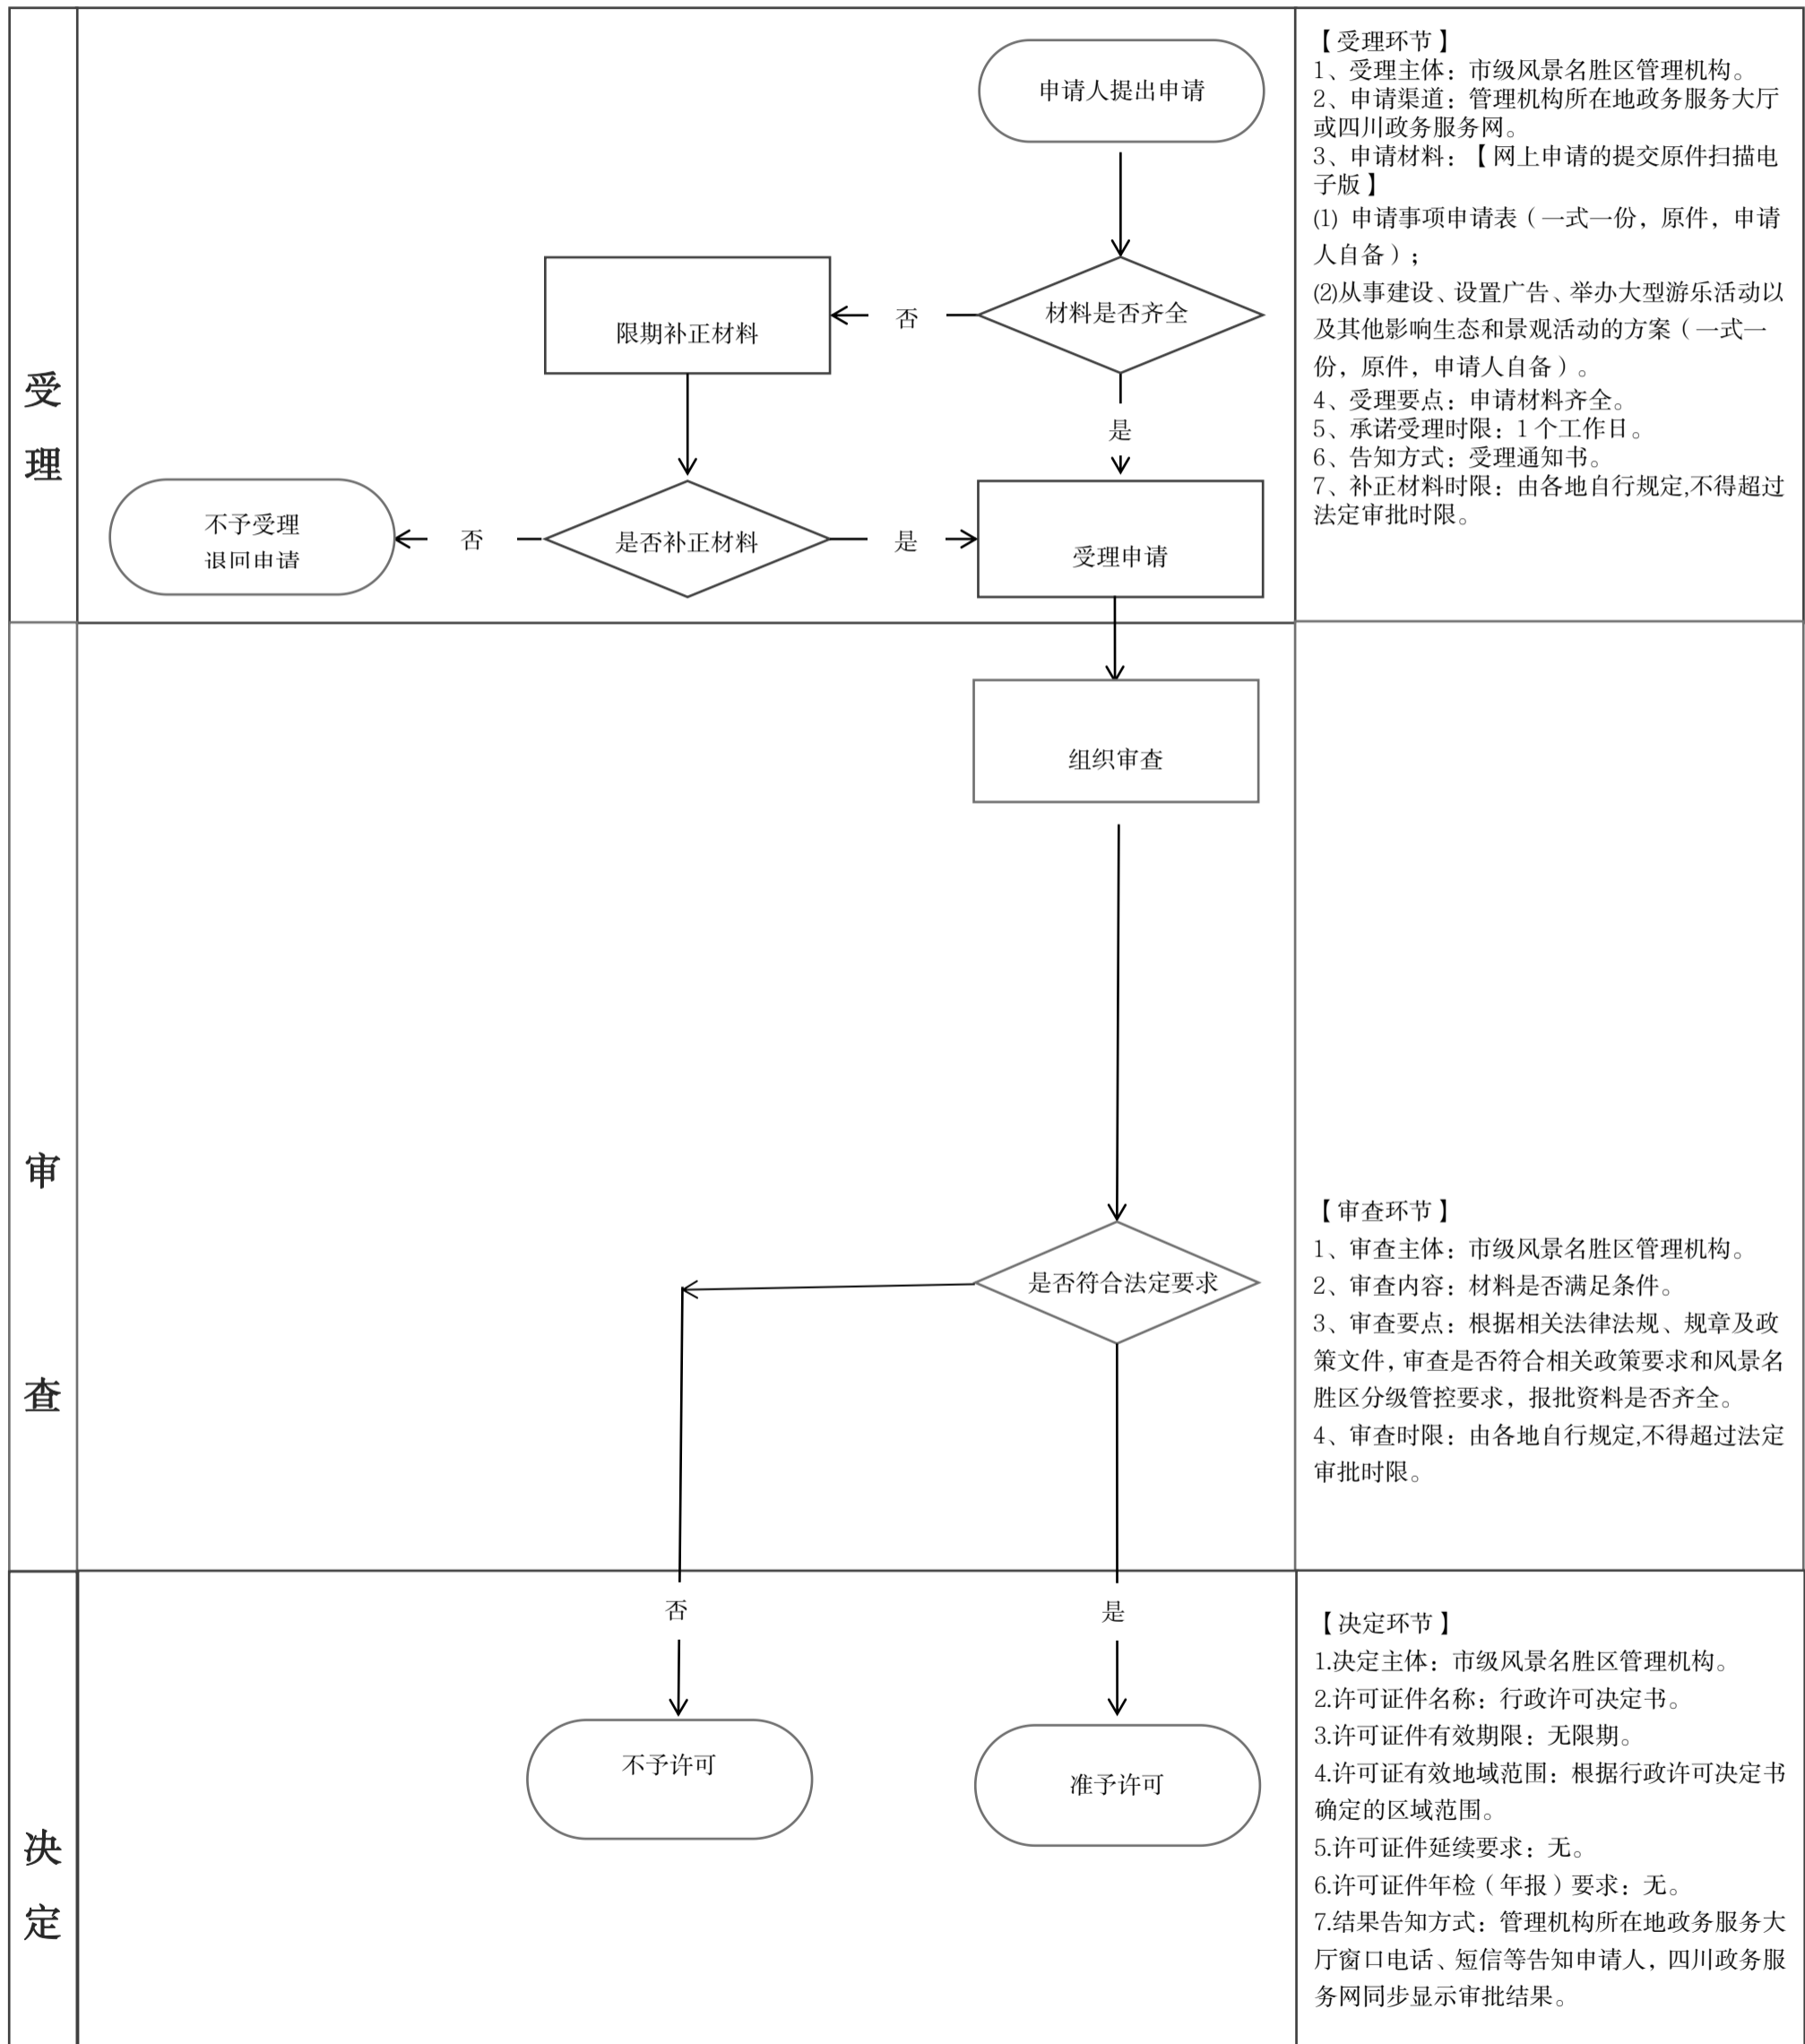 受
理
申请人提出申请
材料是否齐全
否
限期补正材料
是
是否补正材料
否
不予受理
退回申请
是
受理申请
【受理环节】
1、受理主体：市级风景名胜区管理机构。
2、申请渠道：管理机构所在地政务服务大厅
或四川政务服务网。
3、申请材料：【网上申请的提交原件扫描电
子版】
⑴ 申请事项申请表（一式一份，原件，申请
人自备）；
⑵从事建设、设置广告、举办大型游乐活动以
及其他影响生态和景观活动的方案（一式一
份，原件，申请人自备）。
4、受理要点：申请材料齐全。
5、承诺受理时限：1 个工作日。
6、告知方式：受理通知书。
7、补正材料时限：由各地自行规定,不得超过
法定审批时限。
审
查
组织审查
是否符合法定要求
【审查环节】
1、审查主体：市级风景名胜区管理机构。
2、审查内容：材料是否满足条件。
3、审查要点：根据相关法律法规、规章及政
策文件，审查是否符合相关政策要求和风景名
胜区分级管控要求，报批资料是否齐全。
4、审查时限：由各地自行规定,不得超过法定
审批时限。
决
定
否
是
不予许可
准予许可
【决定环节】
1.决定主体：市级风景名胜区管理机构。
2.许可证件名称：行政许可决定书。
3.许可证件有效期限：无限期。
4.许可证有效地域范围：根据行政许可决定书
确定的区域范围。
5.许可证件延续要求：无。
6.许可证件年检（年报）要求：无。
7.结果告知方式：管理机构所在地政务服务大
厅窗口电话、短信等告知申请人，四川政务服
务网同步显示审批结果。